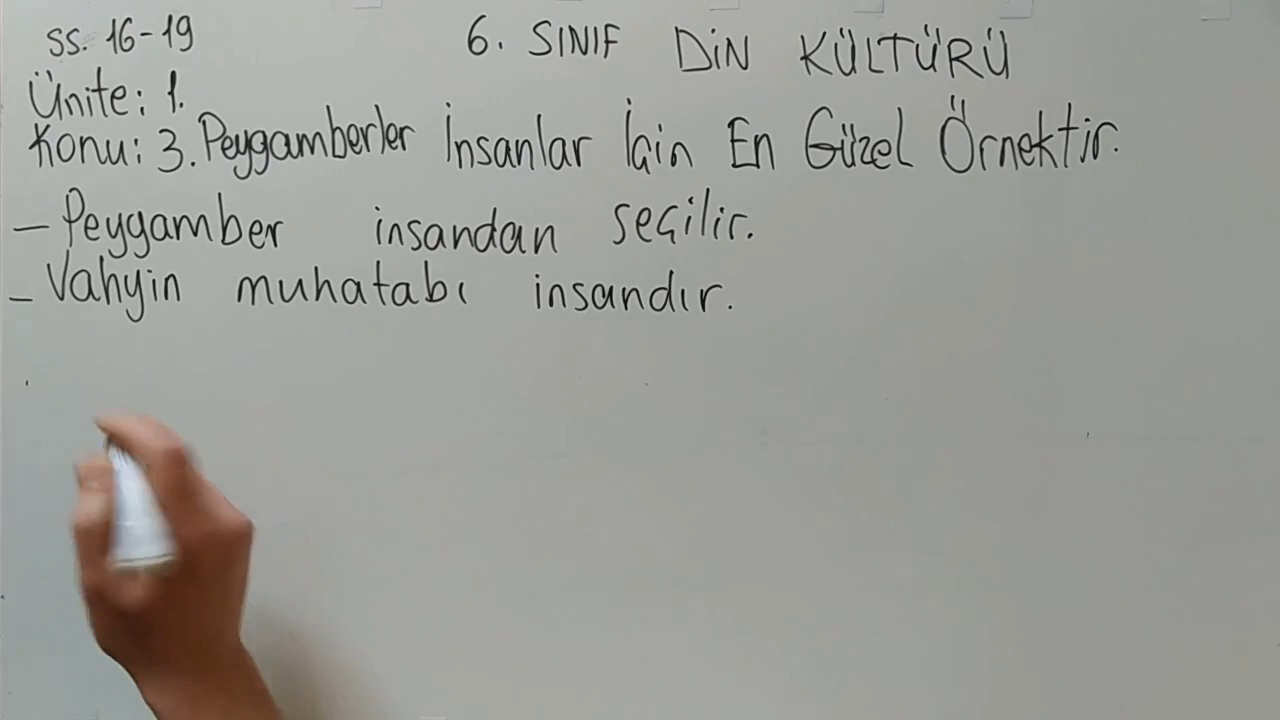 ss. 16-19
6. SINIF DİN KÜLTÜRÜ
Ünite: 1.
Konu: 3. Peygamberler İnsanlar İçin En Güzel Örnektir.
- Peygamber insandan seçilir.
- Vahyin muhatabı insandır.